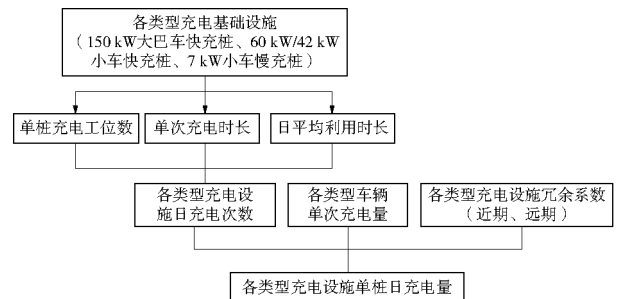 各类型充电基础设施
（150 kW大巴车快充桩、60 kW/42 kW
小车快充桩、7 kW小车慢充桩）
单桩充电工位数
单次充电时长
日平均利用时长
各类型充电设
施日充电次数
各类型车辆
单次充电量
各类型充电设施冗余系数
（近期、远期）
各类型充电设施单桩日充电量